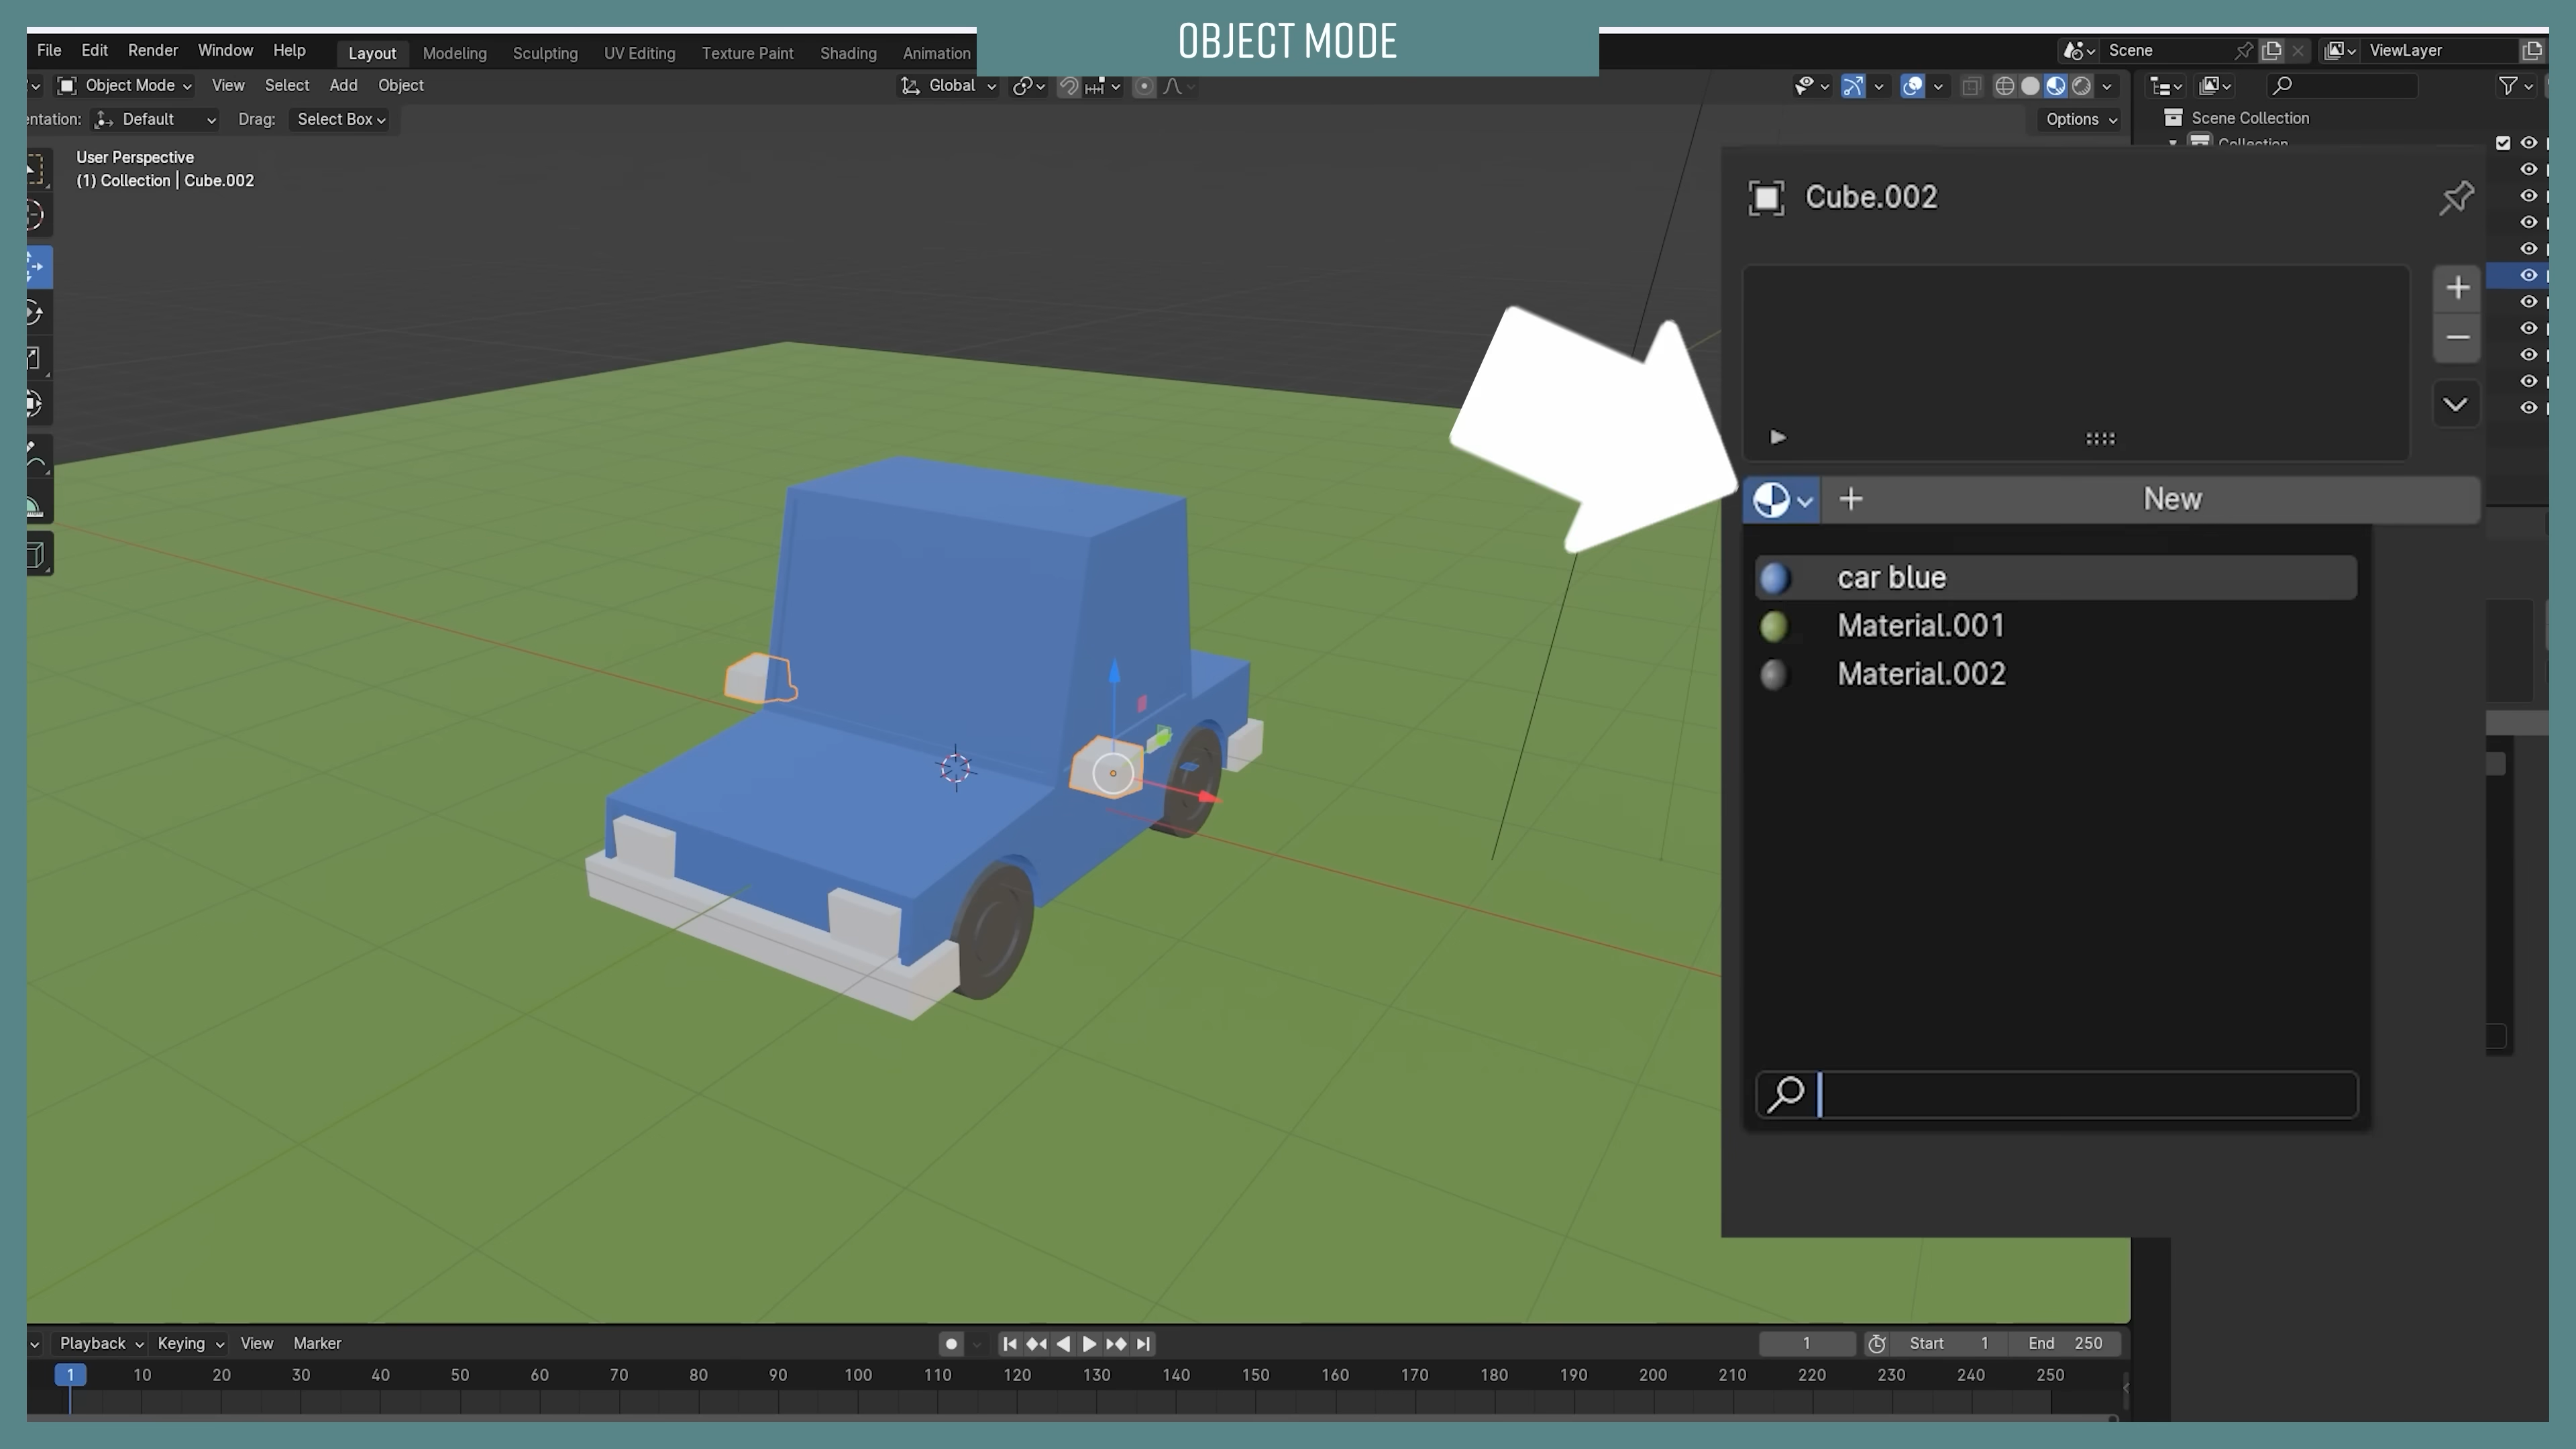 OBJECT MODE
File Edit Render Window Help Layout Modeling Sculpting UV Editing Texture Paint Shading Animation Scene ViewLayer
Object Mode View Select Add Object Global
Default Drag: Select Box Options
Scene Collection
Collection
User Perspective
(1) Collection | Cube.002
Cube.002
New
car blue
Material.001
Material.002
Playback Keying View Marker 1 Start 1 End 250
1 10 20 30 40 50 60 70 80 90 100 110 120 130 140 150 160 170 180 190 200 210 220 230 240 250